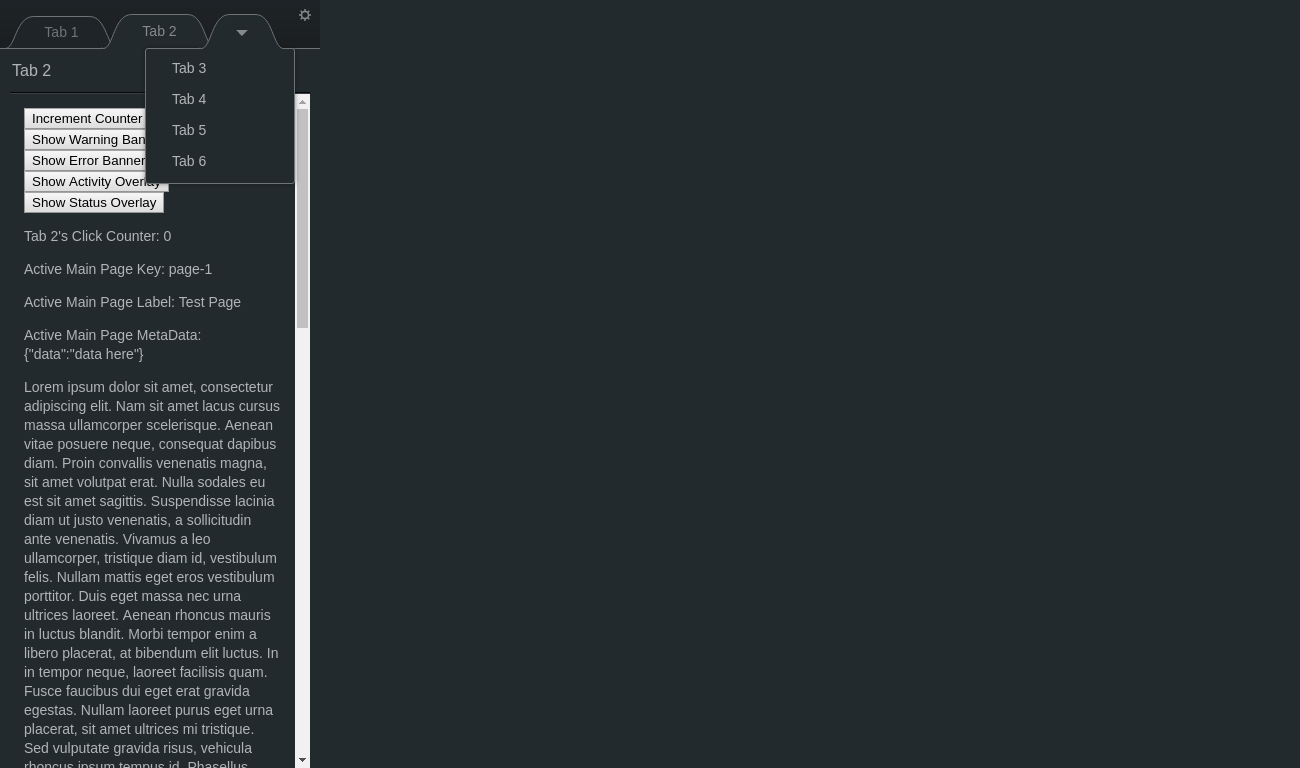 Tab 1
Tab 2
Tab 2
Tab 3
Tab 4
Tab 5
Tab 6
Increment Counter
Show Warning Ban
Show Error Banner
Show Activity Overlay
Show Status Overlay
Tab 2's Click Counter: 0
Active Main Page Key: page-1
Active Main Page Label: Test Page
Active Main Page MetaData:
{"data":"data here"}
Lorem ipsum dolor sit amet, consectetur
adipiscing elit. Nam sit amet lacus cursus
massa ullamcorper scelerisque. Aenean
vitae posuere neque, consequat dapibus
diam. Proin convallis venenatis magna,
sit amet volutpat erat. Nulla sodales eu
est sit amet sagittis. Suspendisse lacinia
diam ut justo venenatis, a sollicitudin
ante venenatis. Vivamus a leo
ullamcorper, tristique diam id, vestibulum
felis. Nullam mattis eget eros vestibulum
porttitor. Duis eget massa nec urna
ultrices laoreet. Aenean rhoncus mauris
in luctus blandit. Morbi tempor enim a
libero placerat, at bibendum elit luctus. In
in tempor neque, laoreet facilisis quam.
Fusce faucibus dui eget erat gravida
egestas. Nullam laoreet purus eget urna
placerat, sit amet ultrices mi tristique.
Sed vulputate gravida risus, vehicula
rhoncus ipsum tempus id. Phasellus